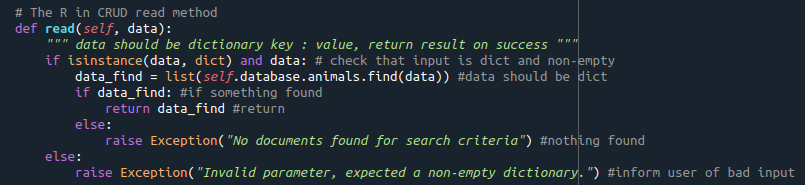 # The R in CRUD read method
def read(self, data):
    """ data should be dictionary key : value, return result on success """
    if isinstance(data, dict) and data: # check that input is dict and non-empty
        data_find = list(self.database.animals.find(data)) #data should be dict
        if data_find: #if something found
            return data_find #return
        else:
            raise Exception("No documents found for search criteria") #nothing found
    else:
        raise Exception("Invalid parameter, expected a non-empty dictionary.") #inform user of bad input